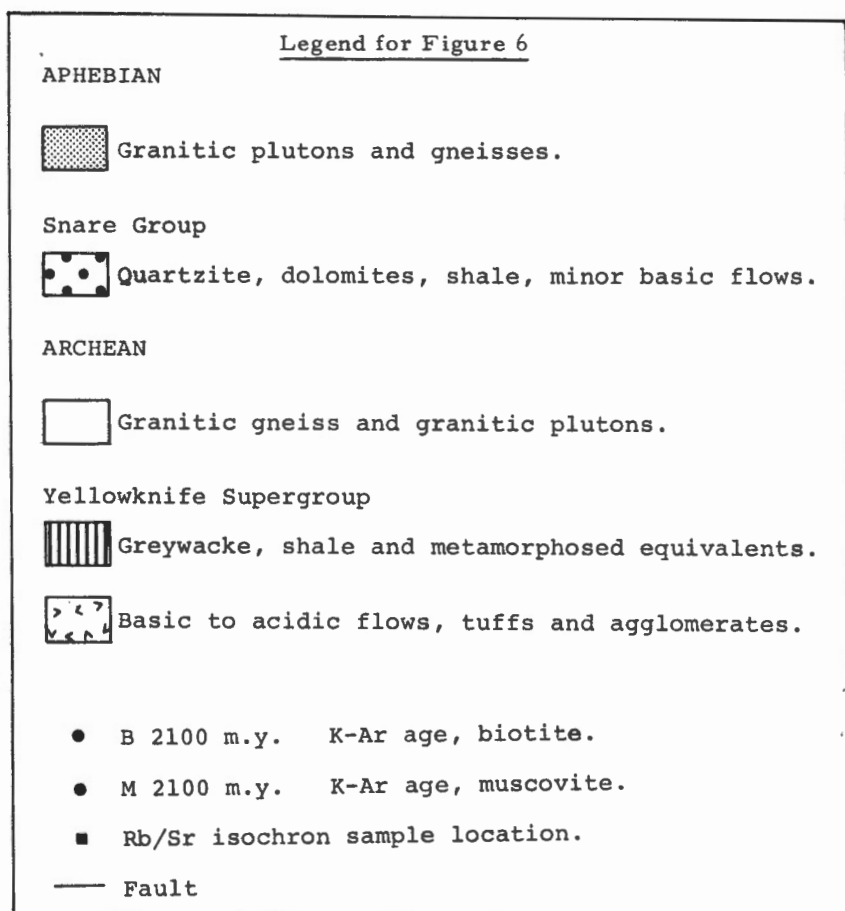 Legend for Figure 6
APHEBIAN
Granitic plutons and gneisses.
Snare Group
Quartzite, dolomites, shale, minor basic flows.
ARCHEAN
Granitic gneiss and granitic plutons.
Yellowknife Supergroup
Greywacke, shale and metamorphosed equivalents.
Basic to acidic flows, tuffs and agglomerates.
B 2100 m.y. K-Ar age, biotite.
M 2100 m.y. K-Ar age, muscovite.
Rb/Sr isochron sample location.
Fault